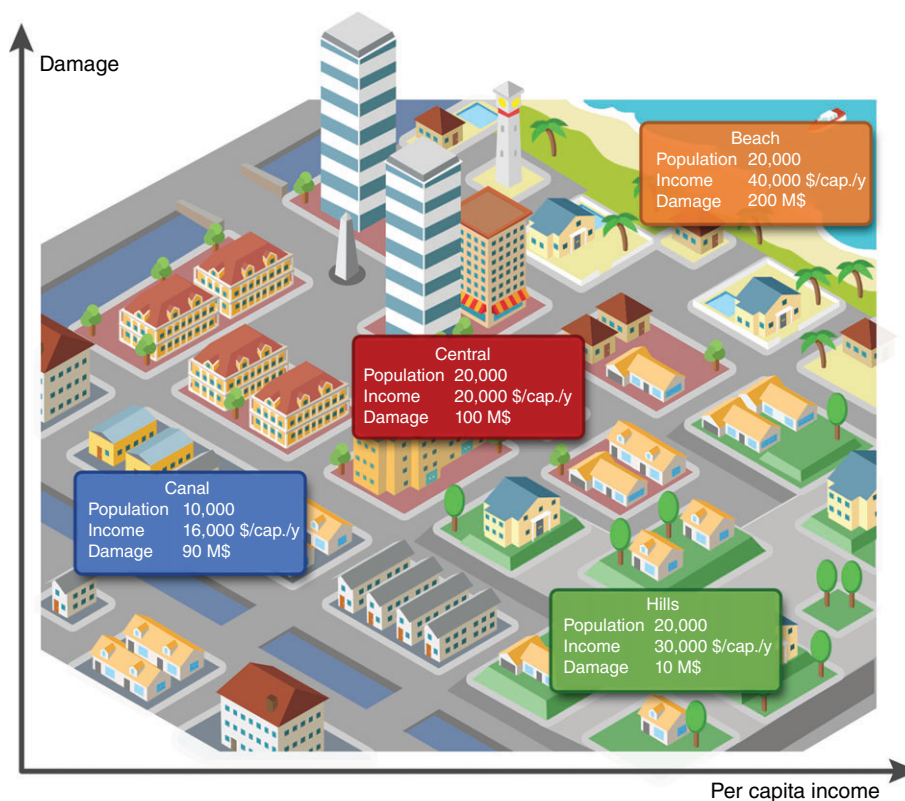 Damage
Beach
Population 20,000
Income 40,000 $/cap./y
Damage 200 M$
Central
Population 20,000
Income 20,000 $/cap./y
Damage 100 M$
Canal
Population 10,000
Income 16,000 $/cap./y
Damage 90 M$
Hills
Population 20,000
Income 30,000 $/cap./y
Damage 10 M$
Per capita income